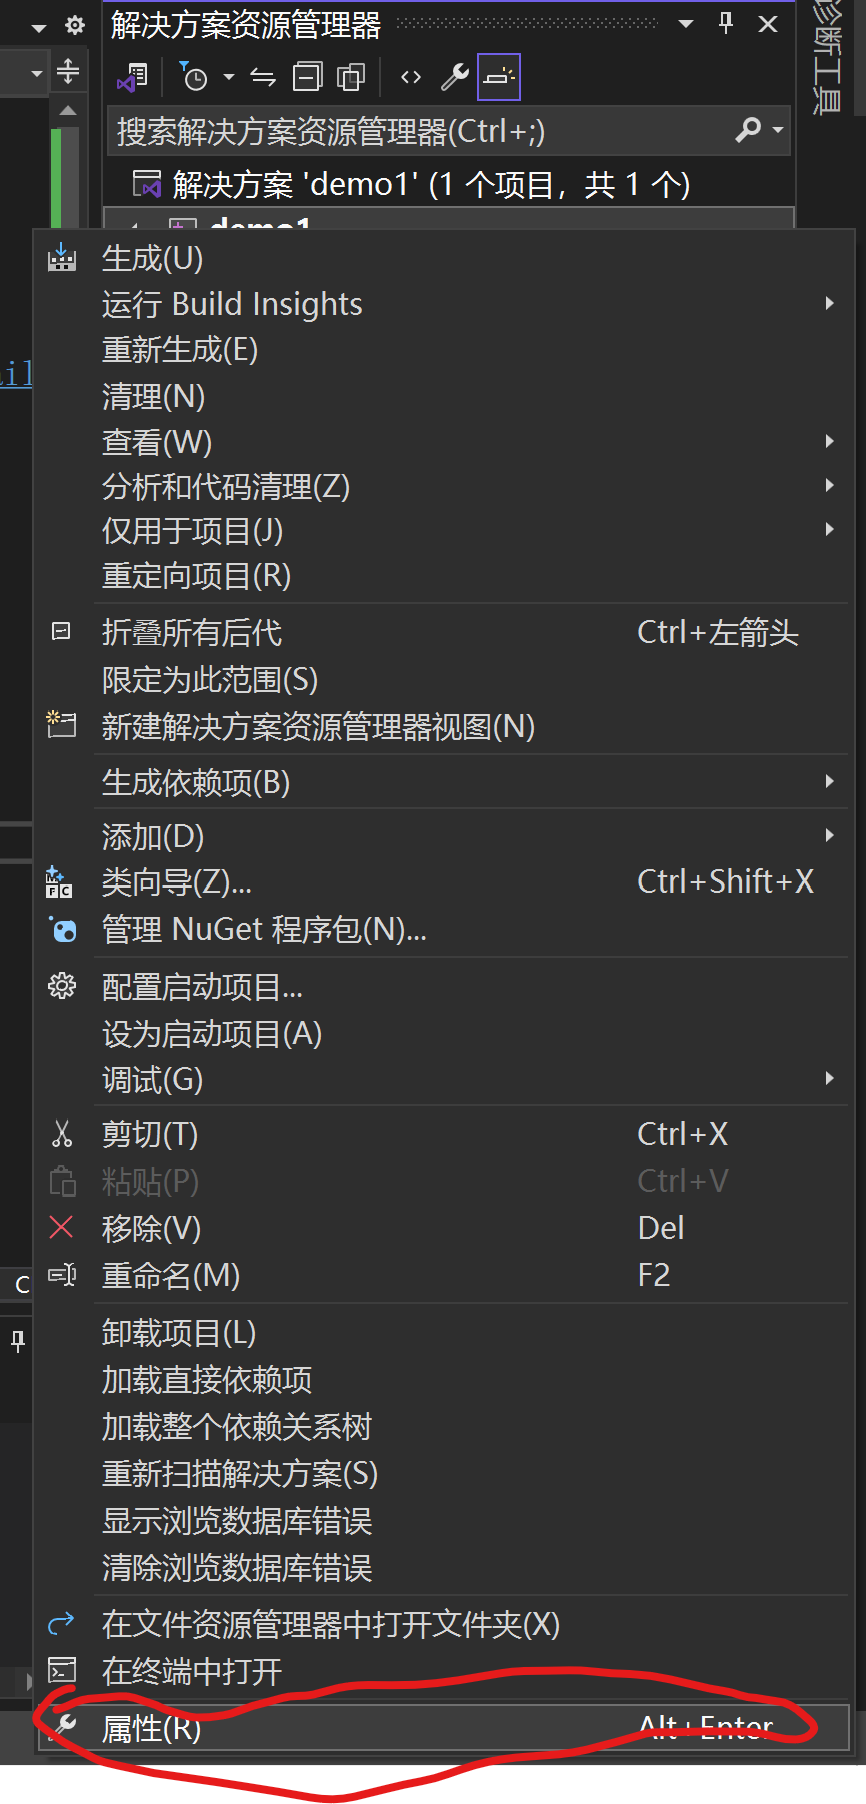 解决方案资源管理器
诊断工具
搜索解决方案资源管理器(Ctrl+;)
解决方案 'demo1' (1 个项目，共 1 个)
demo1
生成(U)
运行 Build Insights
重新生成(E)
清理(N)
查看(W)
分析和代码清理(Z)
仅用于项目(J)
重定向项目(R)
折叠所有后代 Ctrl+左箭头
限定为此范围(S)
新建解决方案资源管理器视图(N)
生成依赖项(B)
添加(D)
类向导(Z)... Ctrl+Shift+X
管理 NuGet 程序包(N)...
配置启动项目...
设为启动项目(A)
调试(G)
剪切(T) Ctrl+X
粘贴(P) Ctrl+V
移除(V) Del
重命名(M) F2
卸载项目(L)
加载直接依赖项
加载整个依赖关系树
重新扫描解决方案(S)
显示浏览数据库错误
清除浏览数据库错误
在文件资源管理器中打开文件夹(X)
在终端中打开
属性(R) Alt+Enter